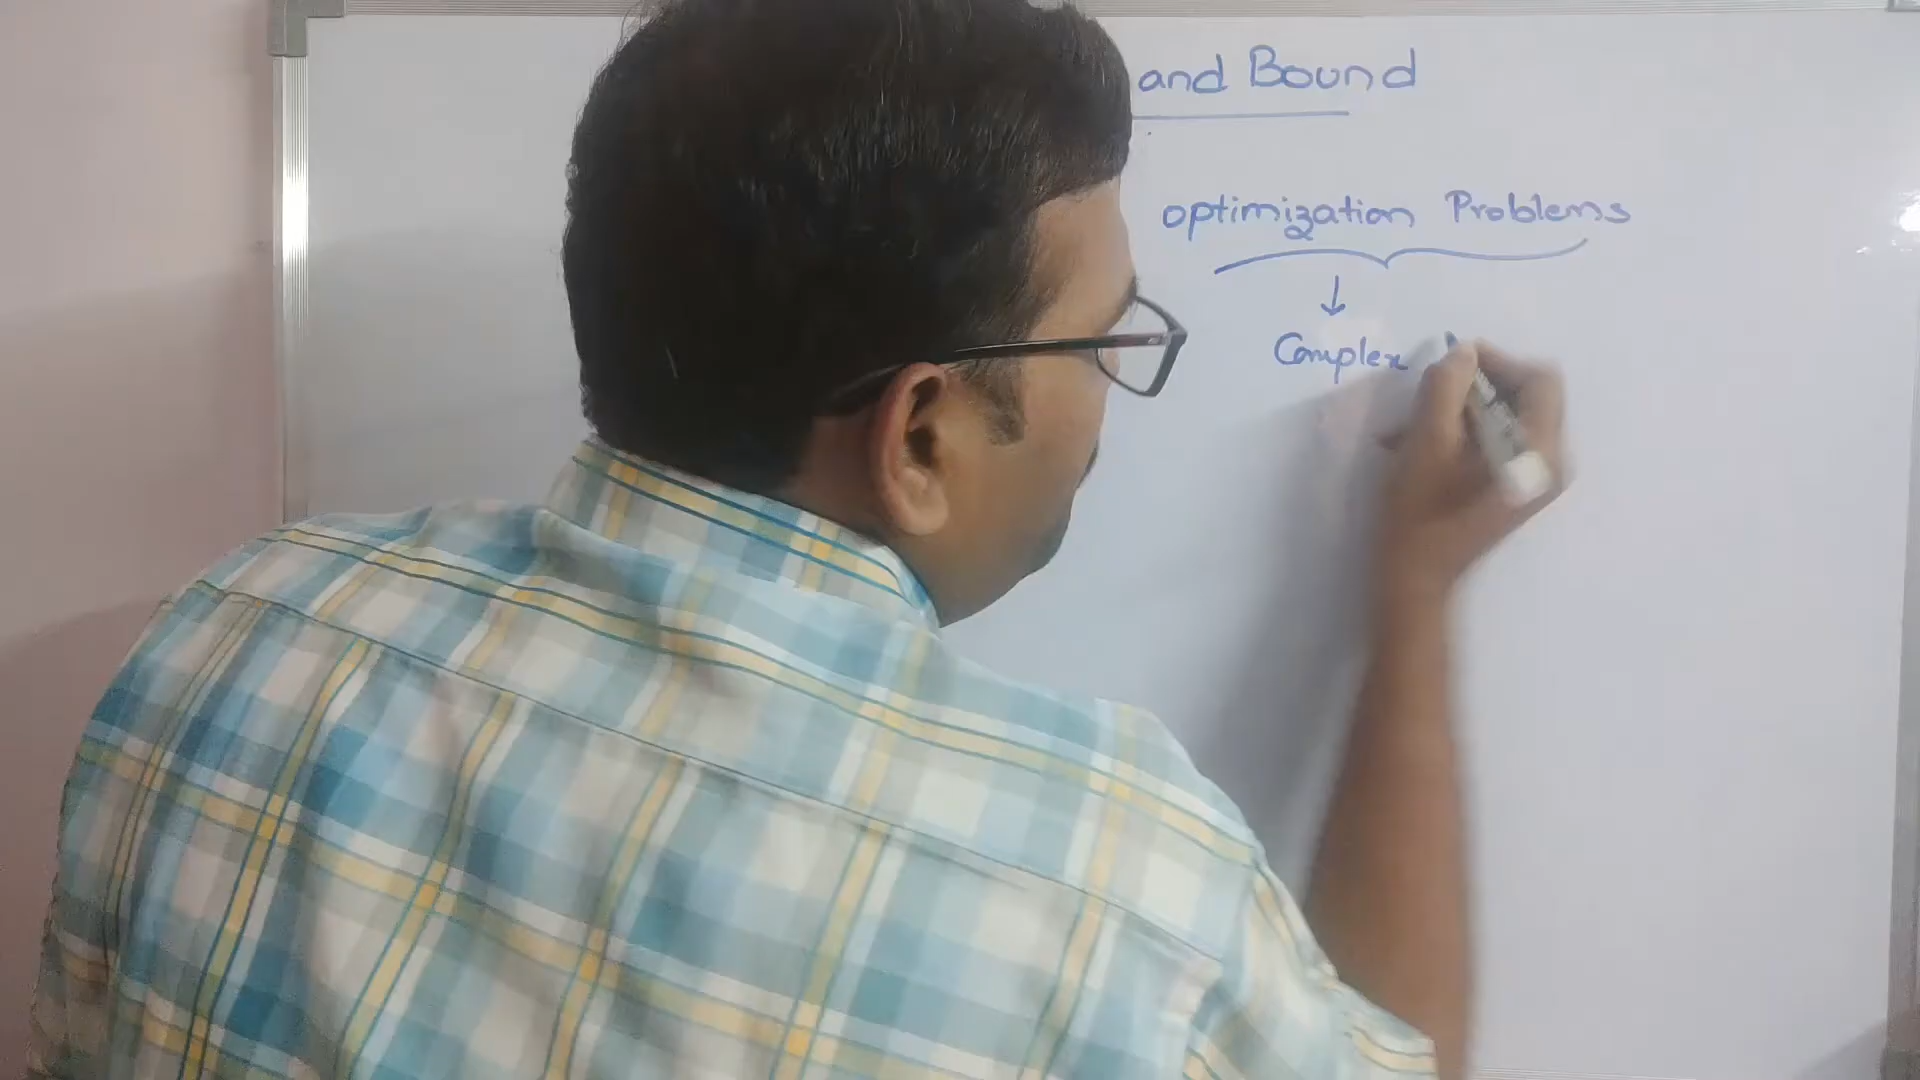 and Bound
optimization Problems
↓
Complex